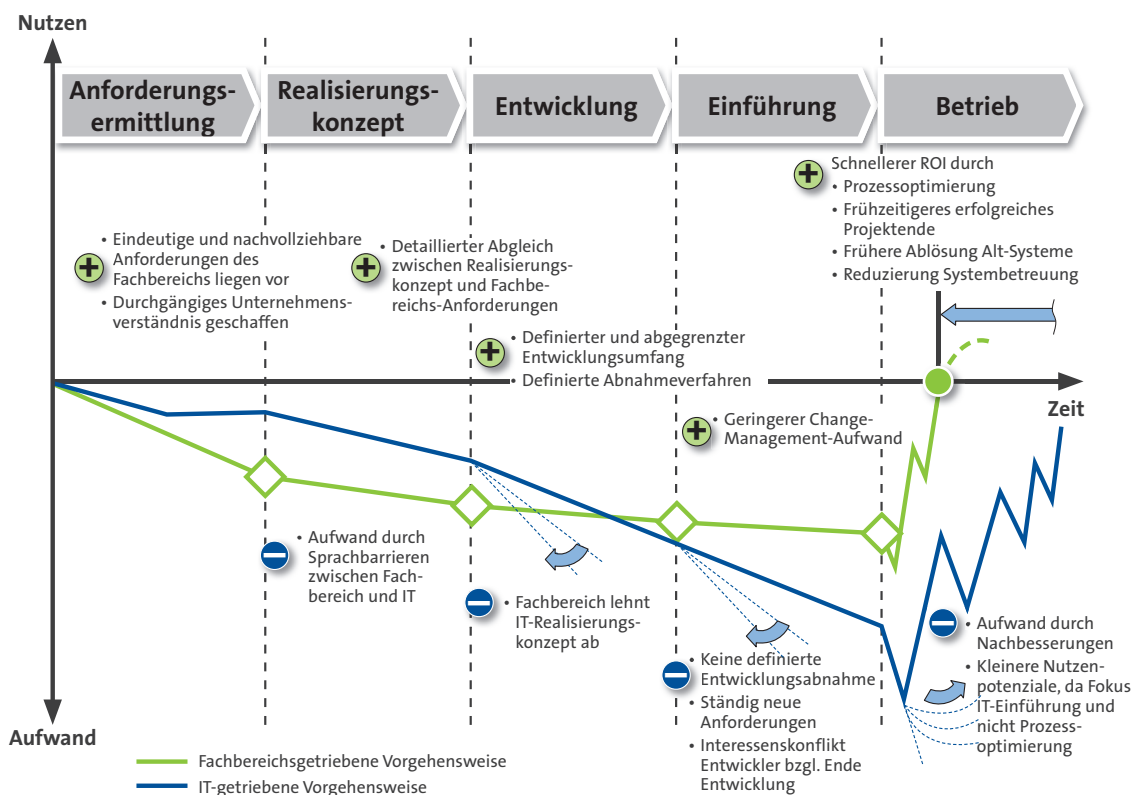 Nutzen
Anforderungs-
ermittlung
Realisierungs-
konzept
Entwicklung
Einführung
Betrieb
Schnellerer ROI durch
• Prozessoptimierung
• Frühzeitigeres erfolgreiches
Projektende
• Frühere Ablösung Alt-Systeme
• Reduzierung Systembetreuung
• Eindeutige und nachvollziehbare
Anforderungen des
Fachbereichs liegen vor
• Durchgängiges Unternehmens-
verständnis geschaffen
• Detaillierter Abgleich
zwischen Realisierungs-
konzept und Fachbe-
reichs-Anforderungen
• Definierter und abgegrenzter
Entwicklungsumfang
• Definierte Abnahmeverfahren
Zeit
• Geringerer Change-
Management-Aufwand
• Aufwand durch
Sprachbarrieren
zwischen Fach-
bereich und IT
• Fachbereich lehnt
IT-Realisierungs-
konzept ab
• Keine definierte
Entwicklungsabnahme
• Ständig neue
Anforderungen
• Interessenskonflikt
Entwickler bzgl. Ende
Entwicklung
• Aufwand durch
Nachbesserungen
• Kleinere Nutzen-
potenziale, da Fokus
IT-Einführung und
nicht Prozess-
optimierung
Aufwand
Fachbereichsgetriebene Vorgehensweise
IT-getriebene Vorgehensweise